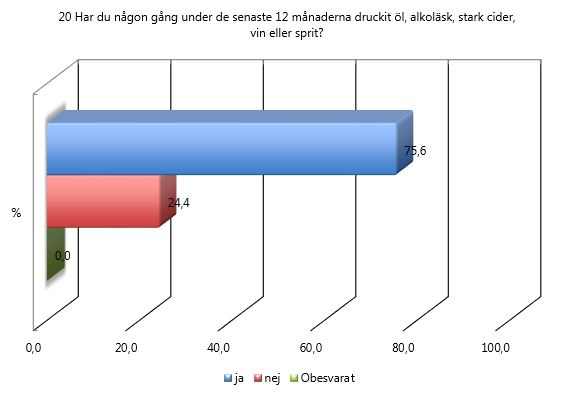 20 Har du någon gång under de senaste 12 månaderna druckit öl, alkoläsk, stark cider,
vin eller sprit?
75,6
24,4
%
0,0
0,0 20,0 40,0 60,0 80,0 100,0
ja nej Obesvarat